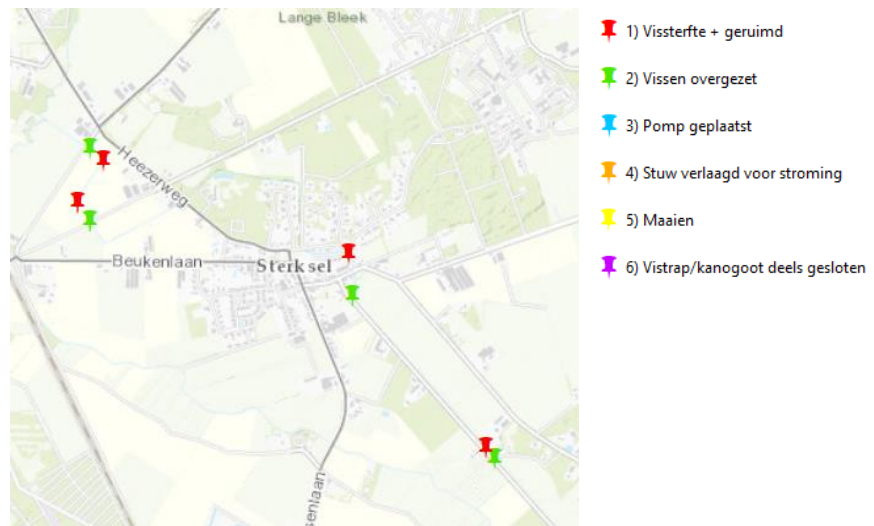 Lange Bleek
Heezerweg
Beukenlaan
Sterksel
senlaan
1) Vissterfte + geruimd
2) Vissen overgezet
3) Pomp geplaatst
4) Stuw verlaagd voor stroming
5) Maaien
6) Vistrap/kanogoot deels gesloten